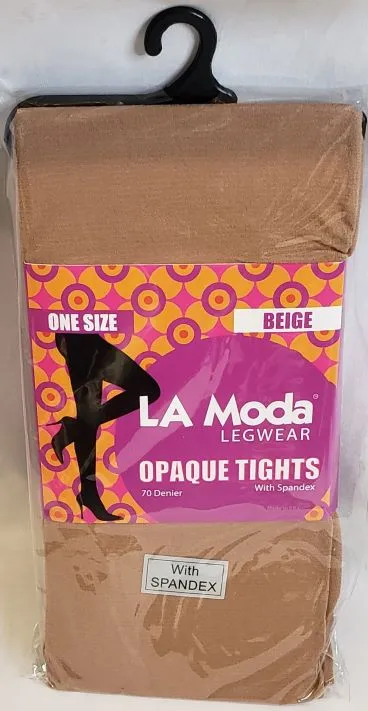 ONE SIZE
BEIGE
LA Moda
LEGWEAR
OPAQUE TIGHTS
70 Denier
With Spandex
With
SPANDEX